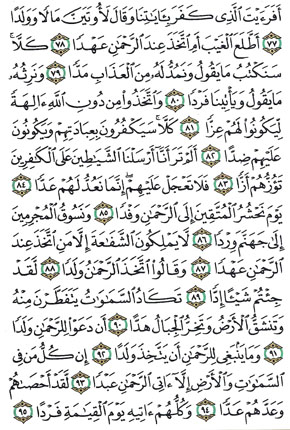 أَفَرَءَيْتَ ٱلَّذِى كَفَرَ بِـَٔايَٰتِنَا وَقَالَ لَأُوتَيَنَّ مَالًا وَوَلَدًا
٧٧ أَطَّلَعَ ٱلْغَيْبَ أَمِ ٱتَّخَذَ عِندَ ٱلرَّحْمَٰنِ عَهْدًا ٧٨ كَلَّا
سَنَكْتُبُ مَا يَقُولُ وَنَمُدُّ لَهُۥ مِنَ ٱلْعَذَابِ مَدًّا ٧٩ وَنَرِثُهُۥ
مَا يَقُولُ وَيَأْتِينَا فَرْدًا ٨٠ وَٱتَّخَذُوا۟ مِن دُونِ ٱللَّهِ ءَالِهَةً
لِّيَكُونُوا۟ لَهُمْ عِزًّا ٨١ كَلَّا سَيَكْفُرُونَ بِعِبَادَتِهِمْ وَيَكُونُونَ
عَلَيْهِمْ ضِدًّا ٨٢ أَلَمْ تَرَ أَنَّآ أَرْسَلْنَا ٱلشَّيَٰطِينَ عَلَى ٱلْكَٰفِرِينَ
تَؤُزُّهُمْ أَزًّا ٨٣ فَلَا تَعْجَلْ عَلَيْهِمْ إِنَّمَا نَعُدُّ لَهُمْ عَدًّا ٨٤
يَوْمَ نَحْشُرُ ٱلْمُتَّقِينَ إِلَى ٱلرَّحْمَٰنِ وَفْدًا ٨٥ وَنَسُوقُ ٱلْمُجْرِمِينَ
إِلَىٰ جَهَنَّمَ وِرْدًا ٨٦ لَّا يَمْلِكُونَ ٱلشَّفَٰعَةَ إِلَّا مَنِ ٱتَّخَذَ عِندَ
ٱلرَّحْمَٰنِ عَهْدًا ٨٧ وَقَالُوا۟ ٱتَّخَذَ ٱلرَّحْمَٰنُ وَلَدًا ٨٨ لَّقَدْ
جِئْتُمْ شَيْـًٔا إِدًّا ٨٩ تَكَادُ ٱلسَّمَٰوَٰتُ يَتَفَطَّرْنَ مِنْهُ
وَتَنشَقُّ ٱلْأَرْضُ وَتَخِرُّ ٱلْجِبَالُ هَدًّا ٩٠ أَن دَعَوْا۟ لِلرَّحْمَٰنِ وَلَدًا
٩١ وَمَا يَنۢبَغِى لِلرَّحْمَٰنِ أَن يَتَّخِذَ وَلَدًا ٩٢ إِن كُلُّ مَن فِى
ٱلسَّمَٰوَٰتِ وَٱلْأَرْضِ إِلَّآ ءَاتِى ٱلرَّحْمَٰنِ عَبْدًا ٩٣ لَّقَدْ أَحْصَىٰهُمْ
وَعَدَّهُمْ عَدًّا ٩٤ وَكُلُّهُمْ ءَاتِيهِ يَوْمَ ٱلْقِيَٰمَةِ فَرْدًا ٩٥